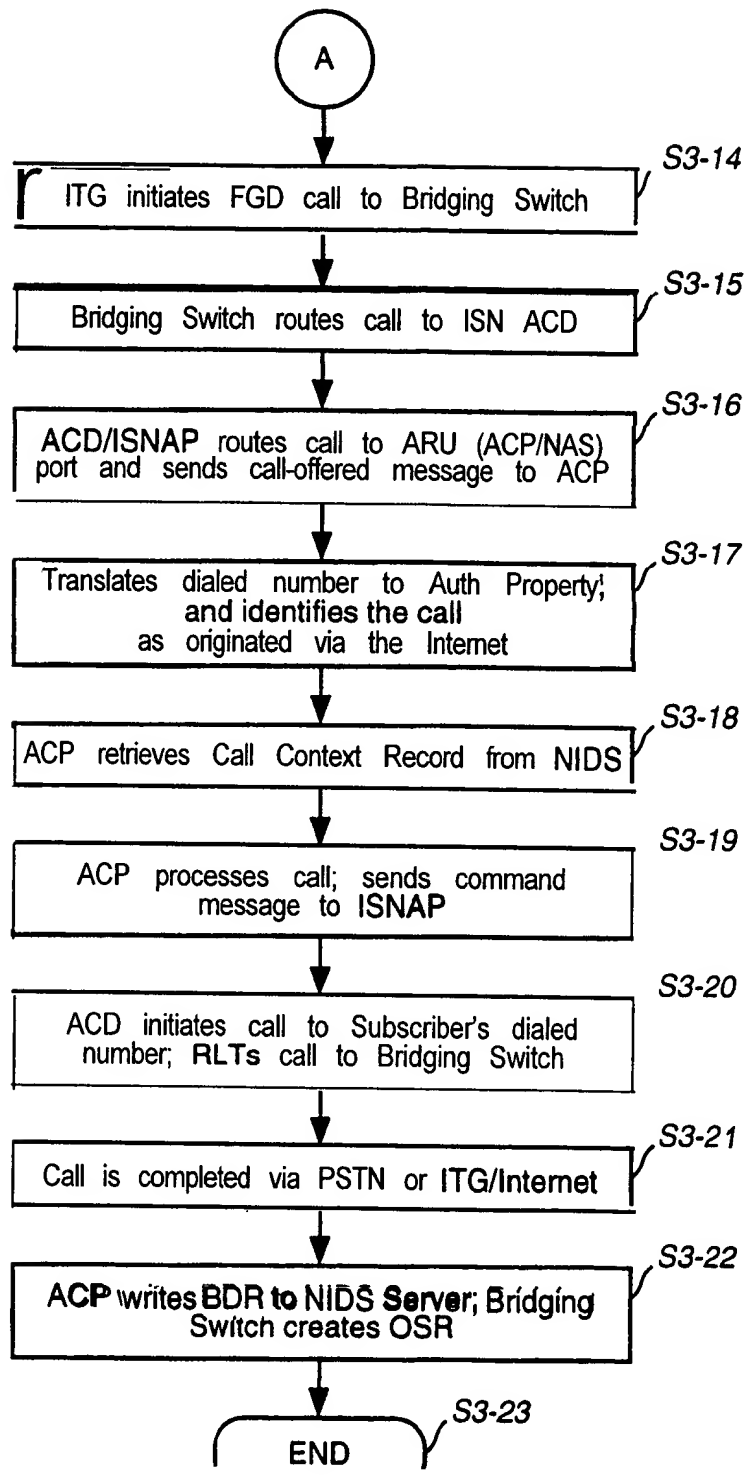 A
S3-14
ITG initiates FGD call to Bridging Switch
S3-15
Bridging Switch routes call to ISN ACD
S3-16
ACD/ISNAP routes call to ARU (ACP/NAS)
port and sends call-offered message to ACP
S3-17
Translates dialed number to Auth Property;
and identifies the call
as originated via the Internet
S3-18
ACP retrieves Call Context Record from NIDS
S3-19
ACP processes call; sends command
message to ISNAP
S3-20
ACD initiates call to Subscriber's dialed
number; RLTs call to Bridging Switch
S3-21
Call is completed via PSTN or ITG/Internet
S3-22
ACP writes BDR to NIDS Server; Bridging
Switch creates OSR
S3-23
END